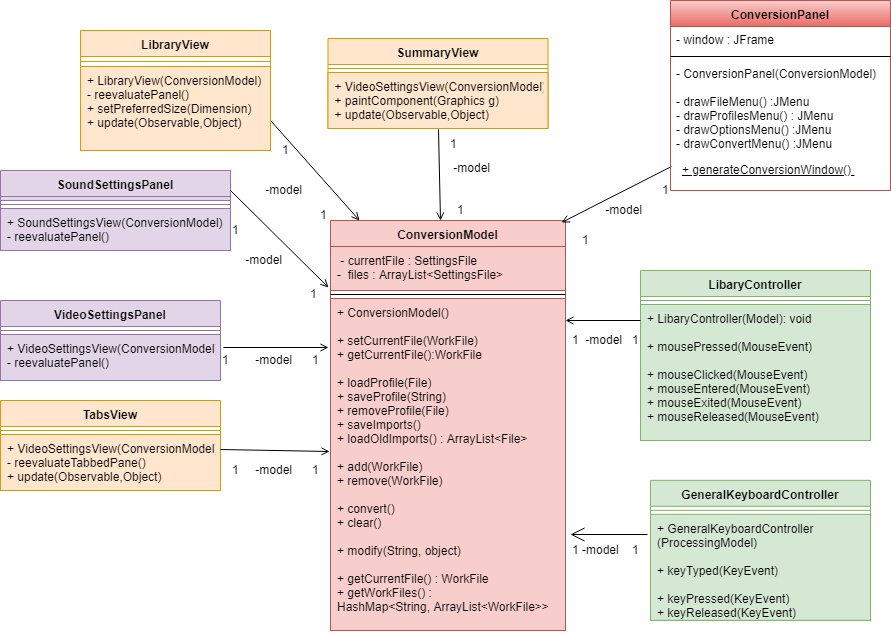 LibraryView
+ LibraryView(ConversionModel)
- reevaluatePanel()
+ setPreferredSize(Dimension)
+ update(Observable,Object)
1
-model
1
SummaryView
+ VideoSettingsView(ConversionModel)
+ paintComponent(Graphics g)
+ update(Observable,Object)
1
-model
1
ConversionPanel
- window : JFrame
- ConversionPanel(ConversionModel)
- drawFileMenu() :JMenu
- drawProfilesMenu() : JMenu
- drawOptionsMenu() :JMenu
- drawConvertMenu() :JMenu
+ generateConversionWindow()
1
-model
1
SoundSettingsPanel
+ SoundSettingsView(ConversionModel)
- reevaluatePanel()
1
-model
1
VideoSettingsPanel
+ VideoSettingsView(ConversionModel
- reevaluatePanel()
1
-model
1
TabsView
+ VideoSettingsView(ConversionModel
- reevaluateTabbedPane()
+ update(Observable,Object)
1
-model
1
ConversionModel
- currentFile : SettingsFile
- files : ArrayList<SettingsFile>
+ ConversionModel()
+ setCurrentFile(WorkFile)
+ getCurrentFile():WorkFile
+ loadProfile(File)
+ saveProfile(String)
+ removeProfile(File)
+ saveImports()
+ loadOldImports() : ArrayList<File>
+ add(WorkFile)
+ remove(WorkFile)
+ convert()
+ clear()
+ modify(String, object)
+ getCurrentFile() : WorkFile
+ getWorkFiles() :
HashMap<String, ArrayList<WorkFile>>
LibaryController
+ LibaryController(Model): void
+ mousePressed(MouseEvent)
+ mouseClicked(MouseEvent)
+ mouseEntered(MouseEvent)
+ mouseExited(MouseEvent)
+ mouseReleased(MouseEvent)
1 -model 1
GeneralKeyboardController
+ GeneralKeyboardController
(ProcessingModel)
+ keyTyped(KeyEvent)
+ keyPressed(KeyEvent)
+ keyReleased(KeyEvent)
1 -model 1